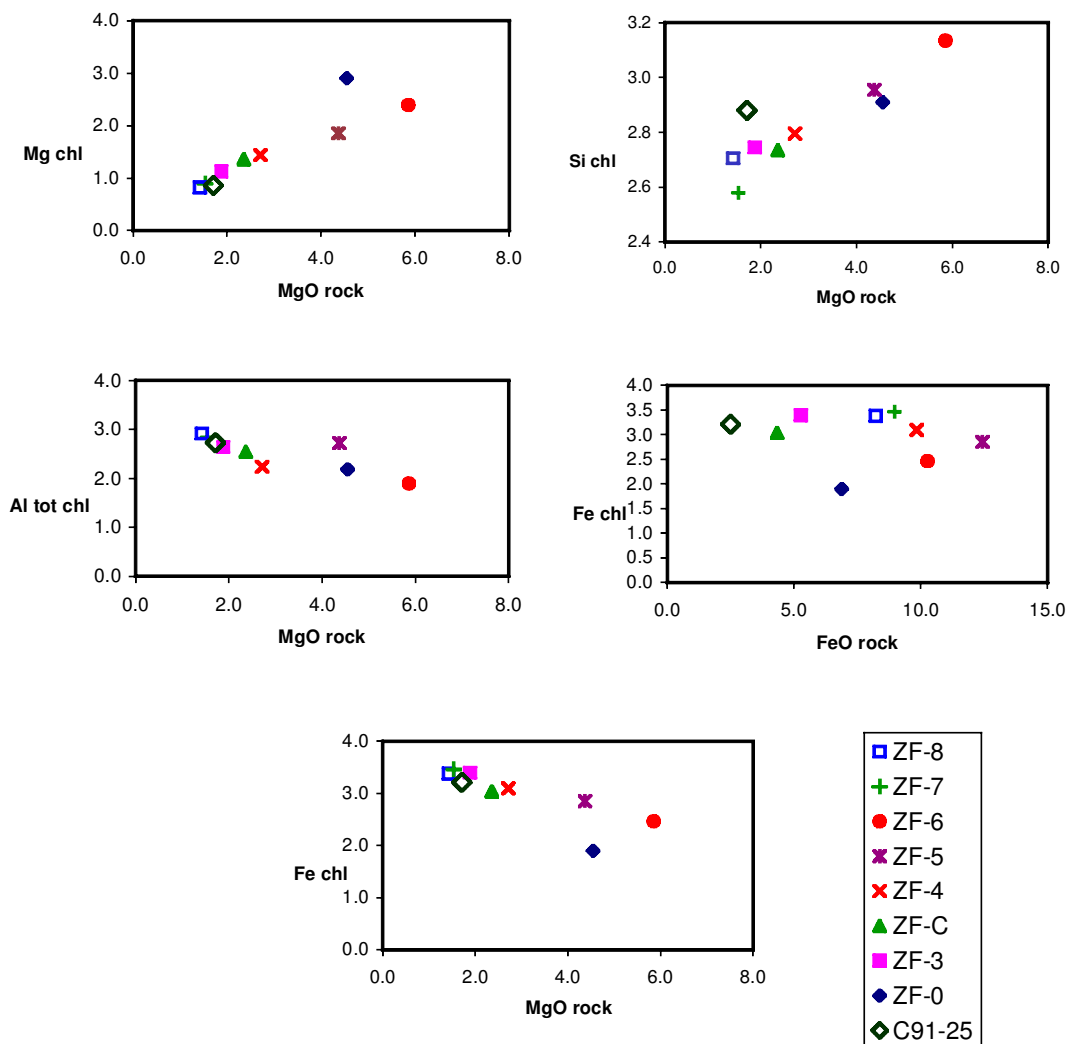 4.0
3.0
2.0
1.0
0.0
Mg chl
0.0 2.0 4.0 6.0 8.0
MgO rock
3.2
3.0
2.8
2.6
2.4
Si chl
0.0 2.0 4.0 6.0 8.0
MgO rock
4.0
3.0
2.0
1.0
0.0
Al tot chl
0.0 2.0 4.0 6.0 8.0
MgO rock
4.0
3.5
3.0
2.5
2.0
1.5
1.0
0.5
0.0
Fe chl
0.0 5.0 10.0 15.0
FeO rock
4.0
3.0
2.0
1.0
0.0
Fe chl
0.0 2.0 4.0 6.0 8.0
MgO rock
ZF-8
ZF-7
ZF-6
ZF-5
ZF-4
ZF-C
ZF-3
ZF-0
C91-25